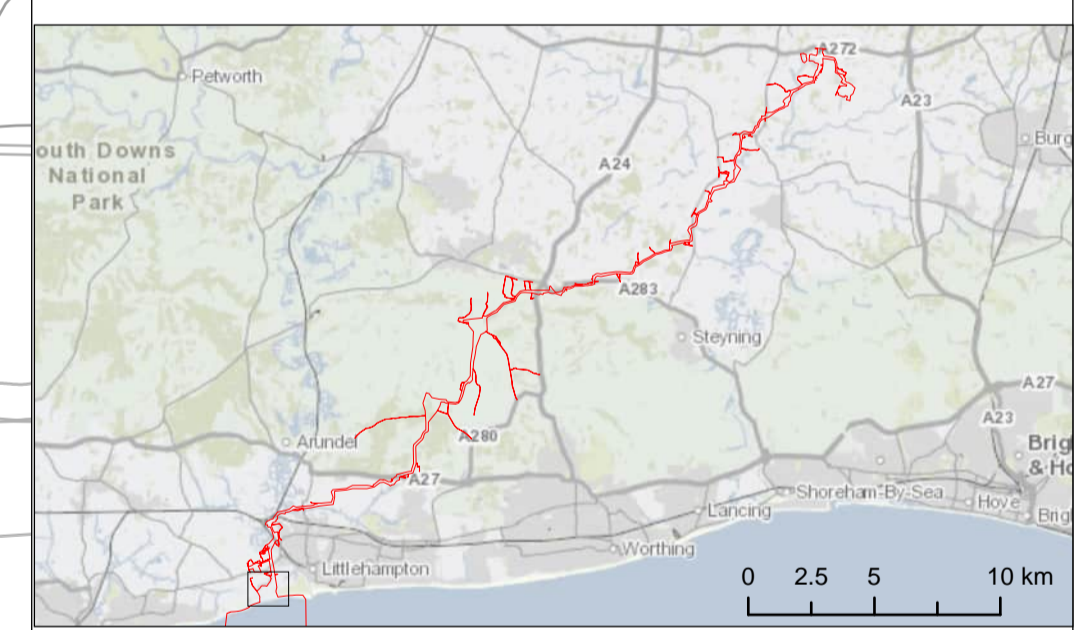 A272
Petworth
A23
Burg
outh Downs
National
Park
A24
A283
Steyning
A27
A23
Arundel
A280
Brig
& Ho
A27
Shoreham-By-Sea
Hove
Lancing
Brig
Worthing
Littlehampton
0 2.5 5 10 km